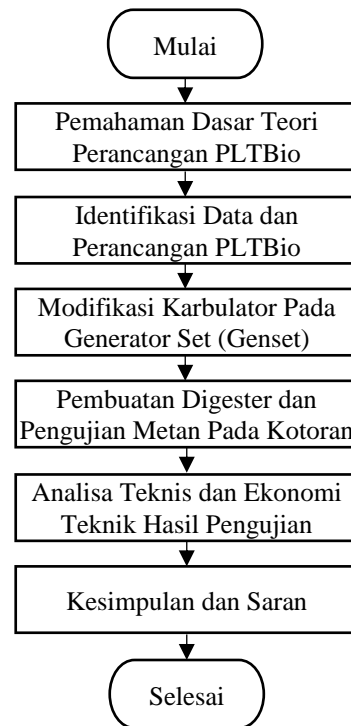 Mulai
Pemahaman Dasar Teori
Perancangan PLTBio
Identifikasi Data dan
Perancangan PLTBio
Modifikasi Karbulator Pada
Generator Set (Genset)
Pembuatan Digester dan
Pengujian Metan Pada Kotoran
Analisa Teknis dan Ekonomi
Teknik Hasil Pengujian
Kesimpulan dan Saran
Selesai